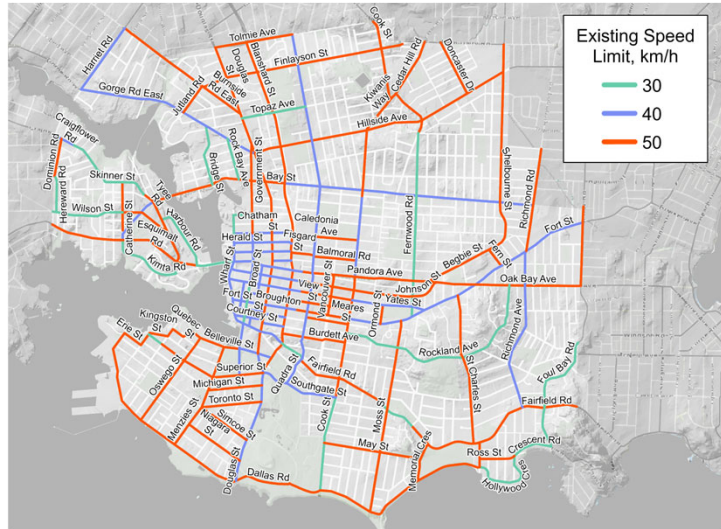 Existing Speed
Limit, km/h
30
40
50
Tolmie Ave
Cook St
Harriet Rd
Douglas
St
Blanshard St
Finlayson St
Burnside
Rd East
Jutland Rd
Kiwanis
Way
Cedar Hill Rd
Doncaster Dr
Gorge Rd East
Topaz Ave
Hillside Ave
Craigflower
Rd
Rock Bay Ave
Bridge St
Government St
Shelbourne St
Richmond Rd
Dominion Rd
Hereward Rd
Skinner St
Tyee
Rd
Bay St
Fernwood Rd
Wilson St
Catherine St
Harbour Rd
Esquimalt
Rd
Kimta Rd
Chatham
St
Caledonia
Ave
Herald St
Fisgard
Balmoral Rd
Fort St
Begbie St
Fern St
Wharf St
Broad St
View
St
Vancouver St
Pandora Ave
Johnson St
Oak Bay Ave
Fort St
Broughton
St
Meares
St
Yates St
Ormond St
Courtney St
Burdett Ave
Rockland Ave
Richmond Ave
Foul Bay Rd
Quebec
St
Kingston
St
Belleville St
Erie St
Oswego St
Superior St
Michigan St
Toronto St
Quadra St
Fairfield Rd
Southgate St
St Charles St
Moss St
Fairfield Rd
Menzies St
Simcoe St
Niagara
St
Douglas St
Cook St
May St
Memorial Cres
Ross St
Crescent Rd
Hollywood Cres
Dallas Rd